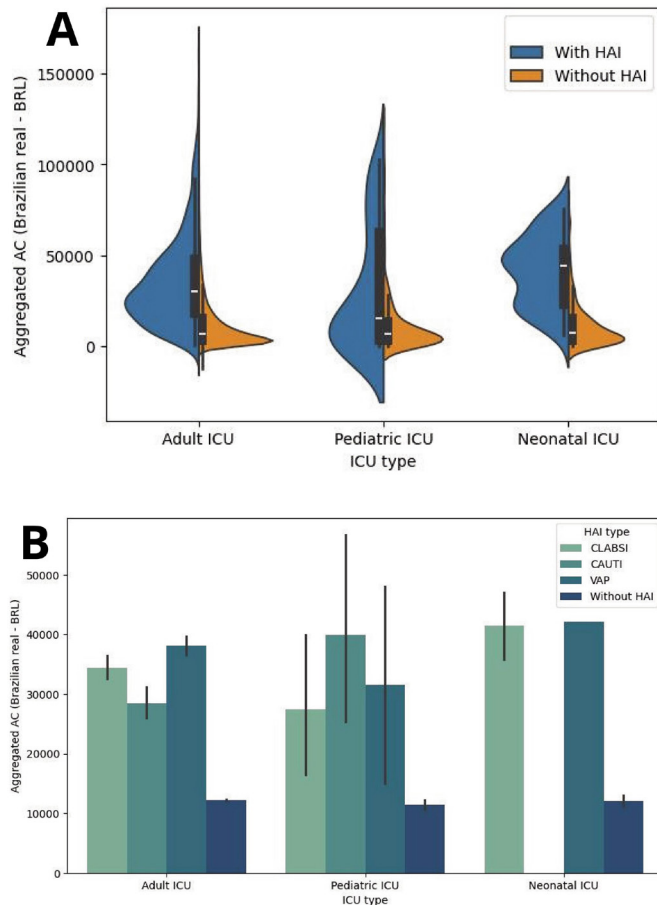 A
With HAI
Without HAI
Aggregated AC (Brazilian real - BRL)
150000
100000
50000
0
Adult ICU
Pediatric ICU
Neonatal ICU
ICU type
B
HAI type
CLABSI
CAUTI
VAP
Without HAI
Aggregated AC (Brazilian real - BRL)
50000
40000
30000
20000
10000
0
Adult ICU
Pediatric ICU
Neonatal ICU
ICU type